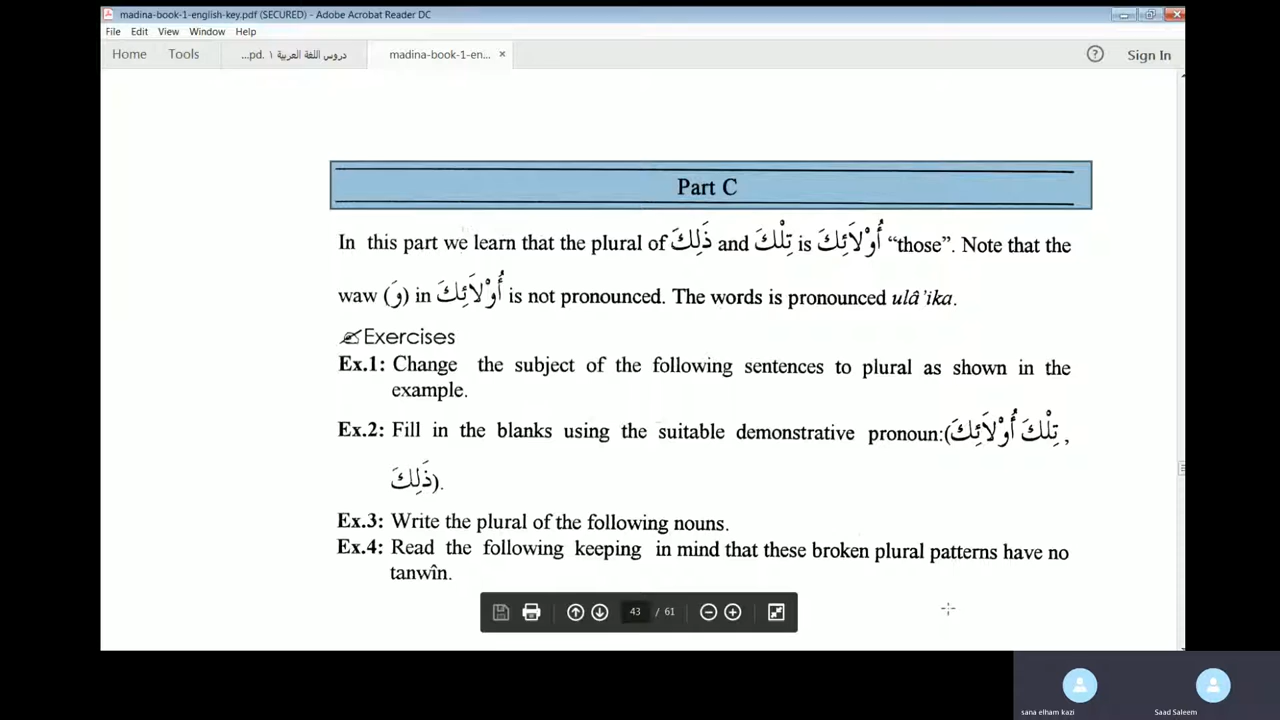 madina-book-1-english-key.pdf (SECURED) - Adobe Acrobat Reader DC
File Edit View Window Help
Home Tools دروس اللغة العربية ١ .pd... madina-book-1-en... × ? Sign In
Part C
In this part we learn that the plural of ذَلِكَ and تِلْكَ is أُوْلَائِكَ “those”. Note that the
waw (وَ) in أُوْلَائِكَ is not pronounced. The words is pronounced ulâ’ika.
Exercises
Ex.1: Change the subject of the following sentences to plural as shown in the
example.
Ex.2: Fill in the blanks using the suitable demonstrative pronoun:(تِلْكَ أُوْلَائِكَ ,
ذَلِكَ).
Ex.3: Write the plural of the following nouns.
Ex.4: Read the following keeping in mind that these broken plural patterns have no
tanwîn.
43 / 61
sana elham kazi Saad Saleem